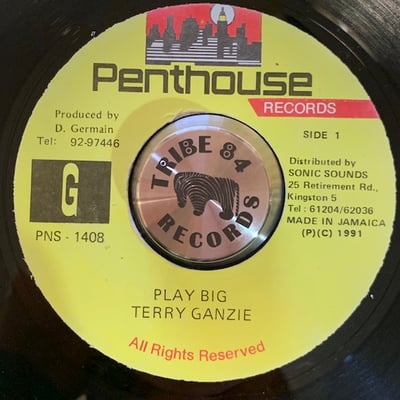 Penthouse
RECORDS
Produced by
D. Germain
Tel: 92-97446
SIDE 1
G
PNS - 1408
Distributed by
SONIC SOUNDS
25 Retirement Rd.,
Kingston 5
Tel : 61204/62036
MADE IN JAMAICA
(P)(C) 1991
TRIBE 84
RECORDS
PLAY BIG
TERRY GANZIE
All Rights Reserved